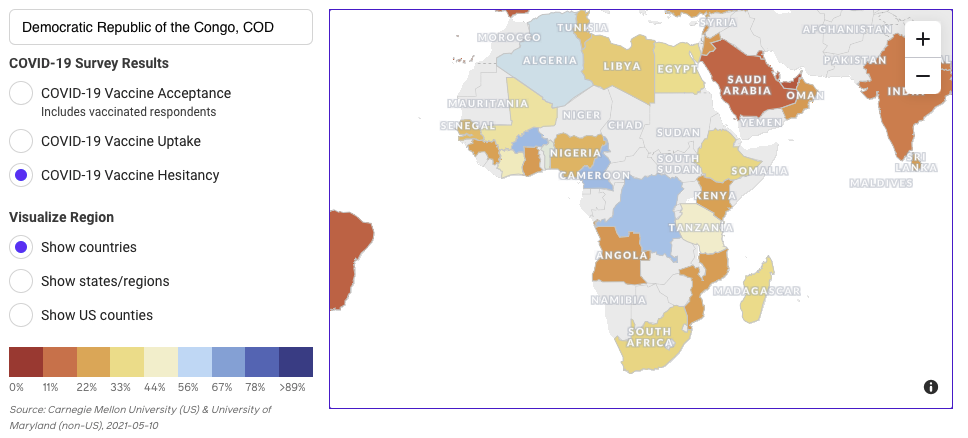 Democratic Republic of the Congo, COD
COVID-19 Survey Results
COVID-19 Vaccine Acceptance
Includes vaccinated respondents
COVID-19 Vaccine Uptake
COVID-19 Vaccine Hesitancy
Visualize Region
Show countries
Show states/regions
Show US counties
0% 11% 22% 33% 44% 56% 67% 78% >89%
Source: Carnegie Mellon University (US) & University of
Maryland (non-US), 2021-05-10
SYRIA
TUNISIA
AFGHANISTAN
MOROCCO
ALGERIA
LIBYA
EGYPT
PAKISTAN
SAUDI
ARABIA
OMAN
MAURITANIA
NIGER
CHAD
SENEGAL
SUDAN
YEMEN
NIGERIA
SOUTH
SUDAN
SOMALIA
CAMEROON
SRI
LANKA
MALDIVES
KENYA
TANZANIA
ANGOLA
MADAGASCAR
NAMIBIA
SOUTH
AFRICA
+
−
i